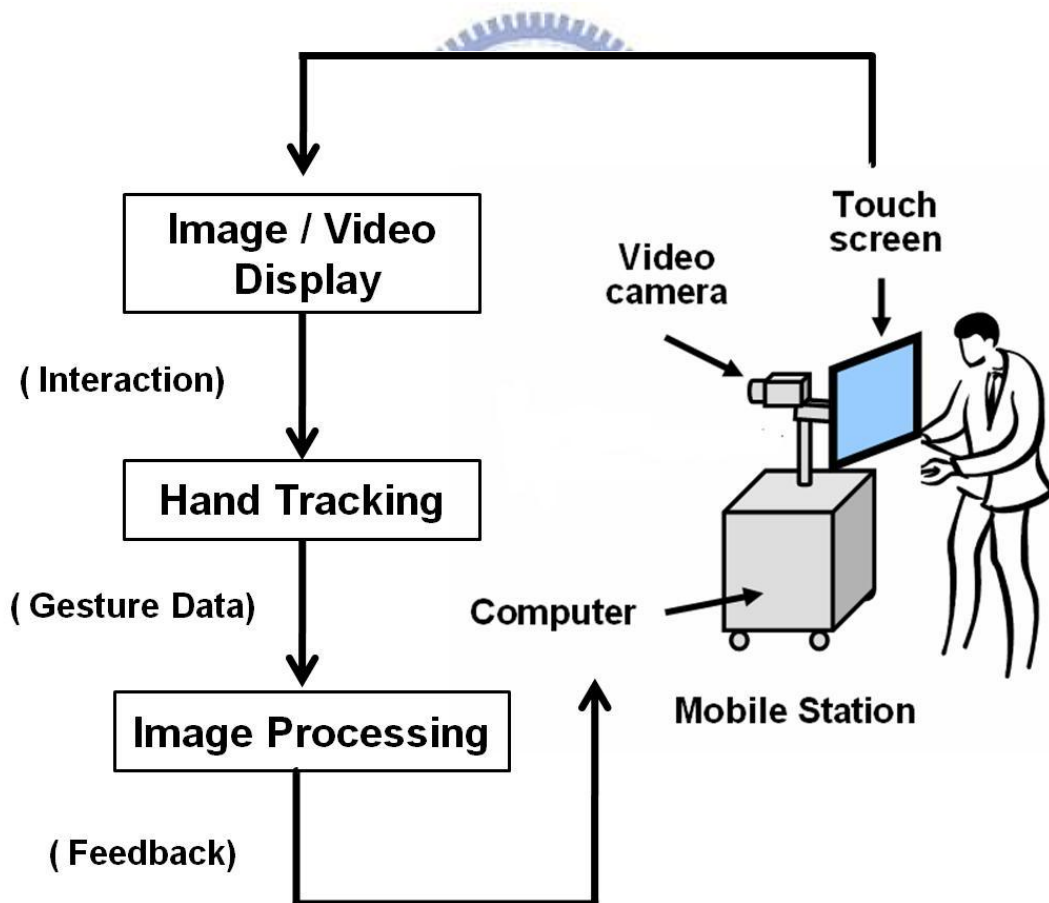 Image / Video
Display
( Interaction)
Hand Tracking
( Gesture Data)
Image Processing
( Feedback)
Touch
screen
Video
camera
Computer
Mobile Station